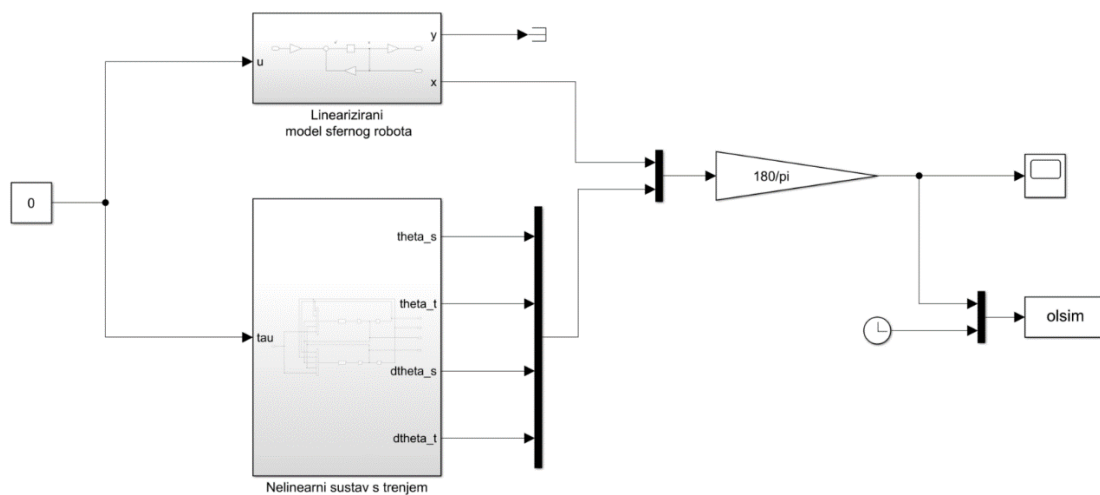 y
u
x
Linearizirani
model sfernog robota
180/pi
0
theta_s
theta_t
tau
olsim
dtheta_s
dtheta_t
Nelinearni sustav s trenjem